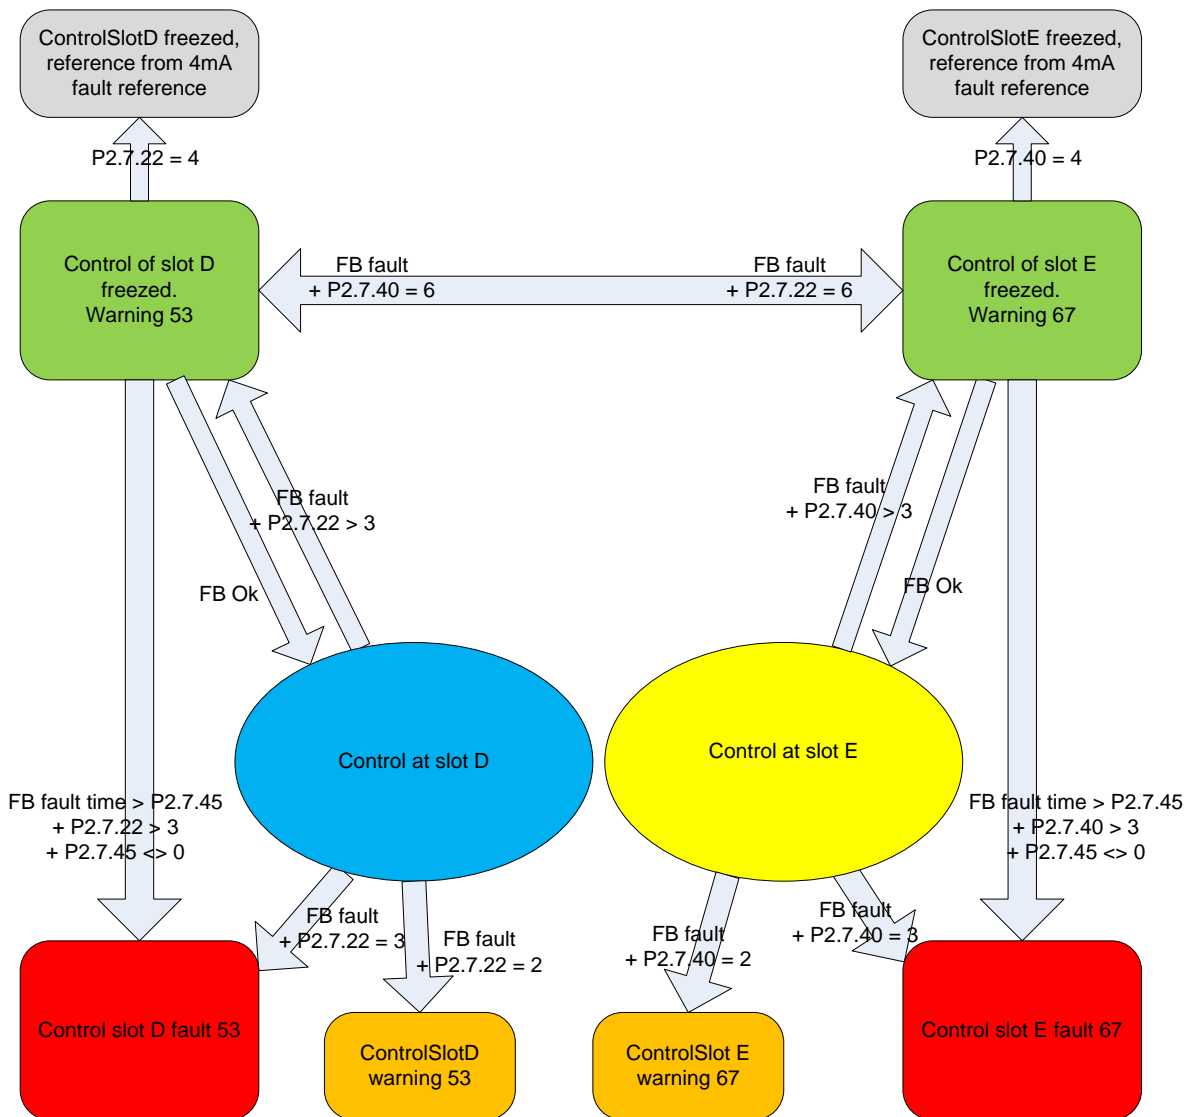 ControlSlotD freezed,
reference from 4mA
fault reference
ControlSlotE freezed,
reference from 4mA
fault reference
P2.7.22 = 4
P2.7.40 = 4
Control of slot D
freezed.
Warning 53
FB fault
+ P2.7.40 = 6
FB fault
+ P2.7.22 = 6
Control of slot E
freezed.
Warning 67
FB fault
+ P2.7.22 > 3
FB fault
+ P2.7.40 > 3
FB Ok
FB Ok
Control at slot D
Control at slot E
FB fault time > P2.7.45
+ P2.7.22 > 3
+ P2.7.45 <> 0
FB fault time > P2.7.45
+ P2.7.40 > 3
+ P2.7.45 <> 0
FB fault
+ P2.7.22 = 3
FB fault
+ P2.7.22 = 2
FB fault
+ P2.7.40 = 2
FB fault
+ P2.7.40 = 3
Control slot D fault 53
ControlSlotD
warning 53
ControlSlot E
warning 67
Control slot E fault 67